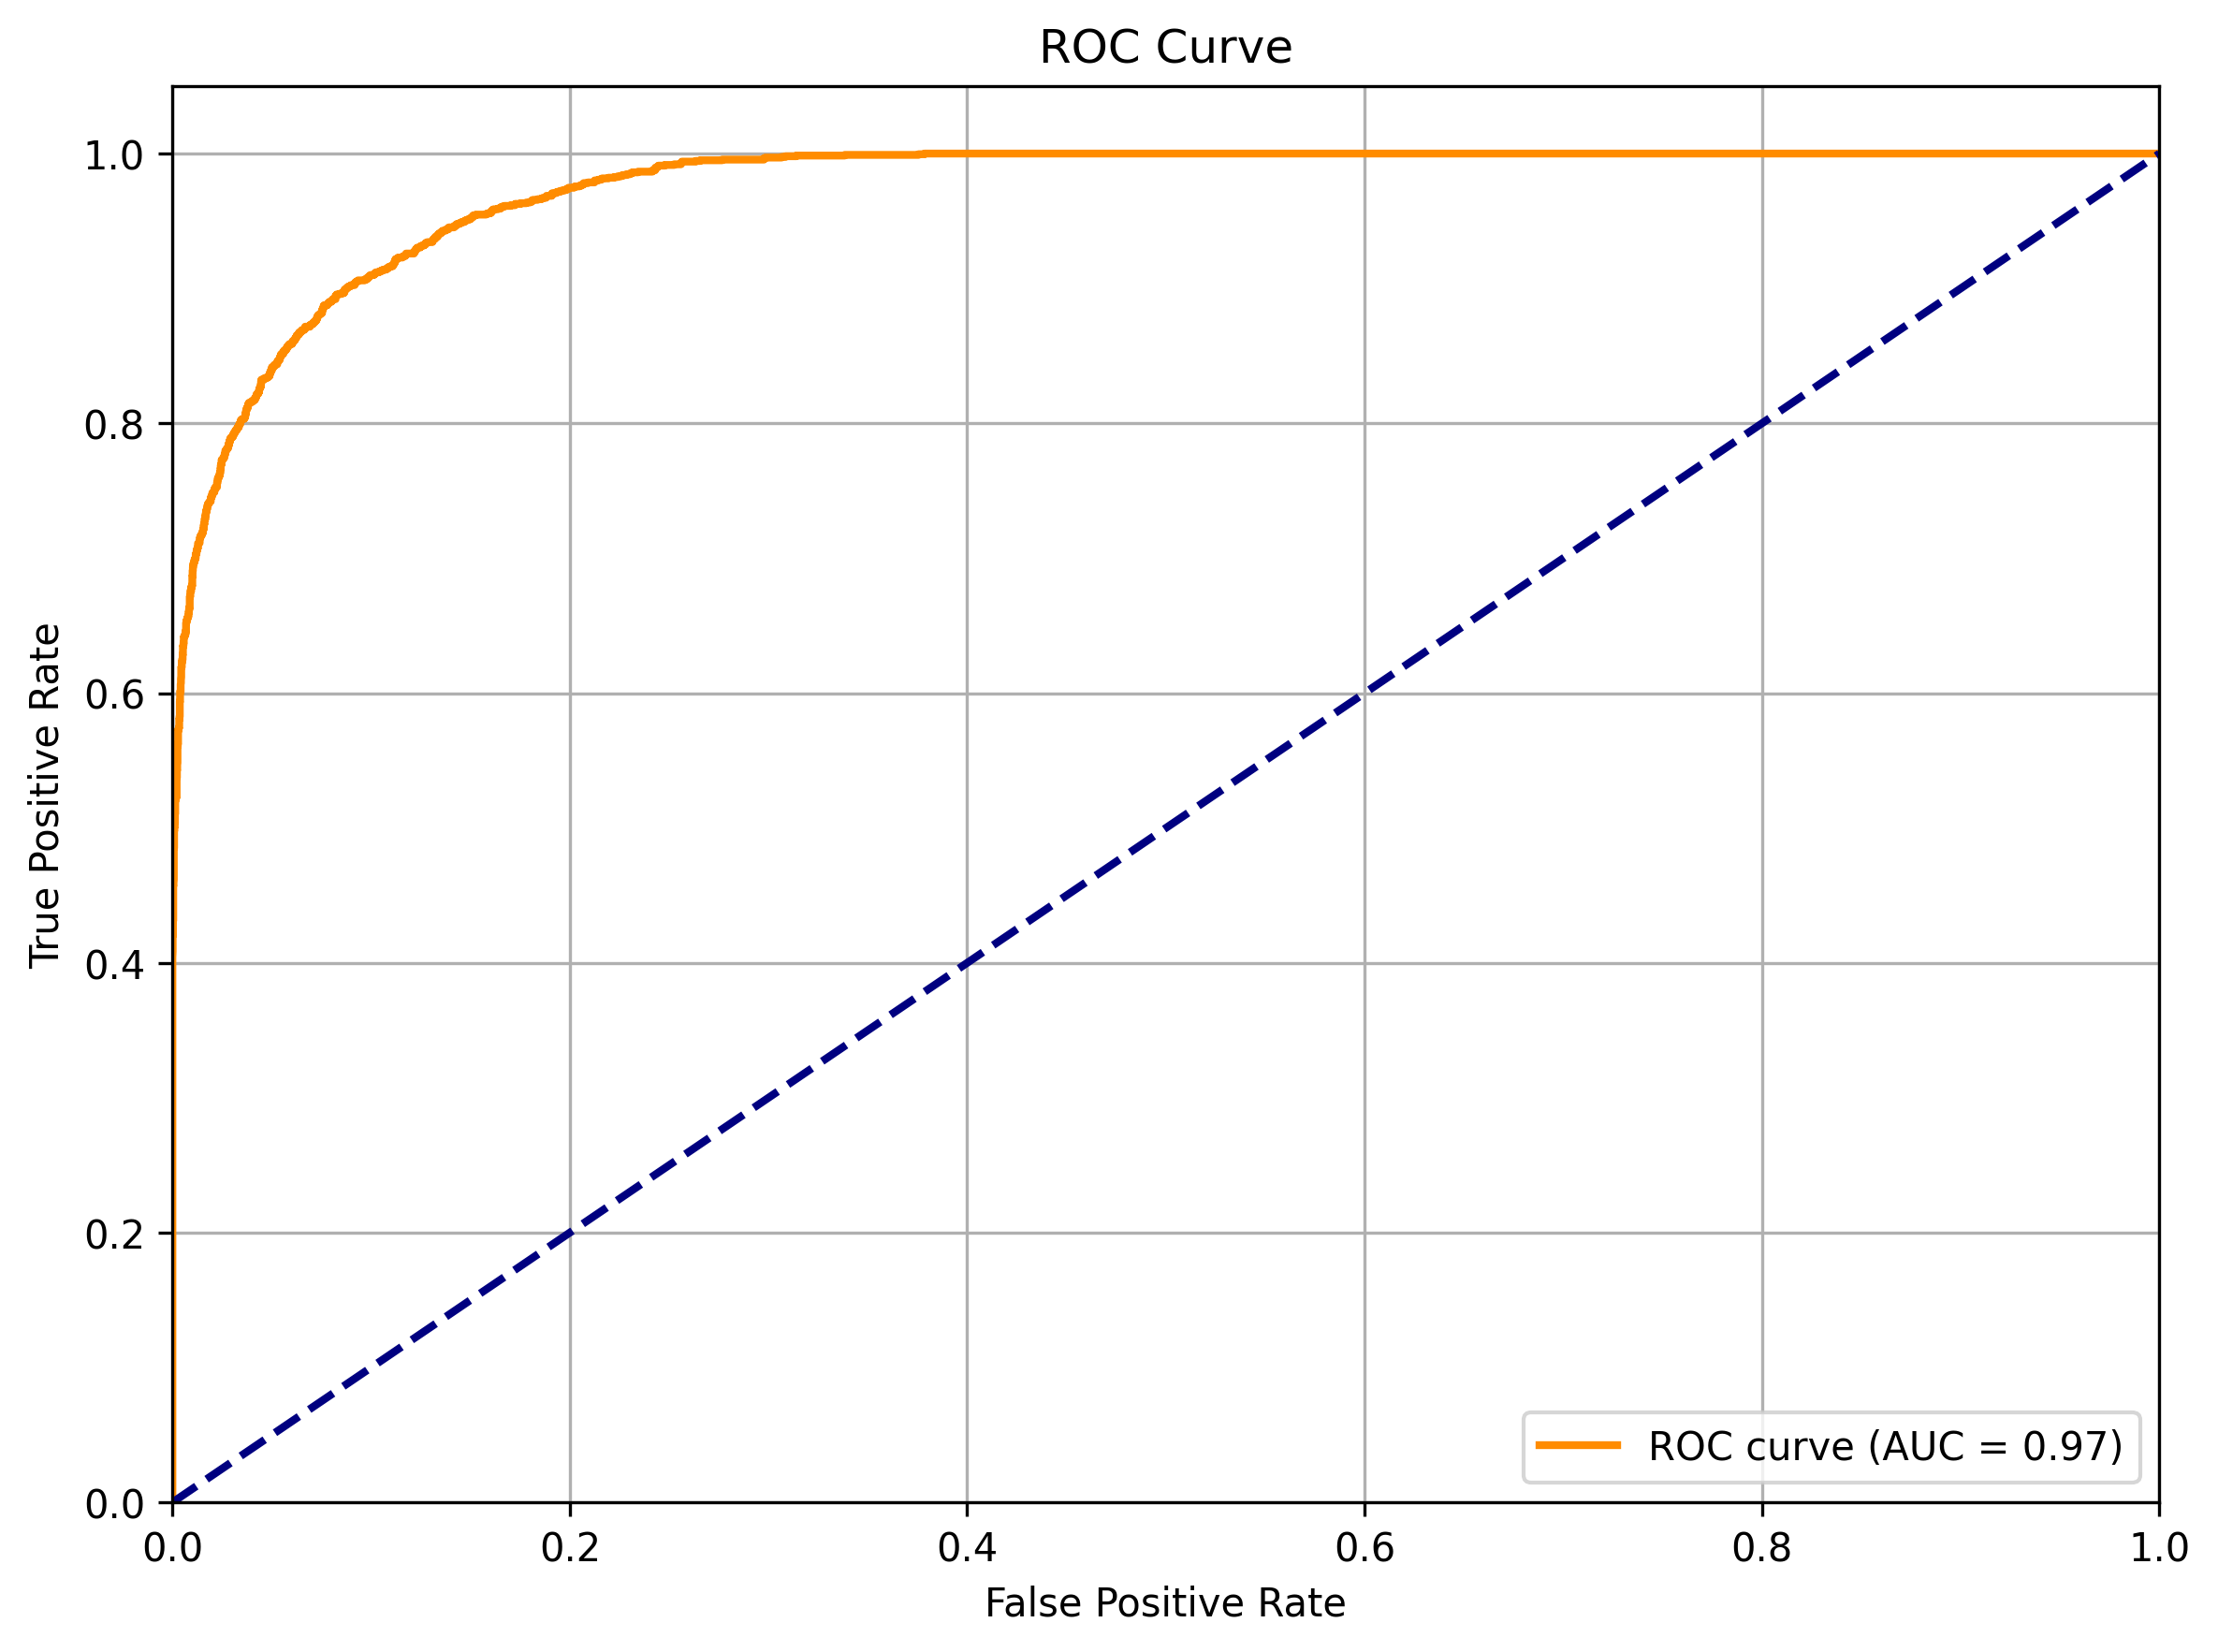 ROC Curve
True Positive Rate
1.0
0.8
0.6
0.4
0.2
0.0
0.0 0.2 0.4 0.6 0.8 1.0
False Positive Rate
ROC curve (AUC = 0.97)